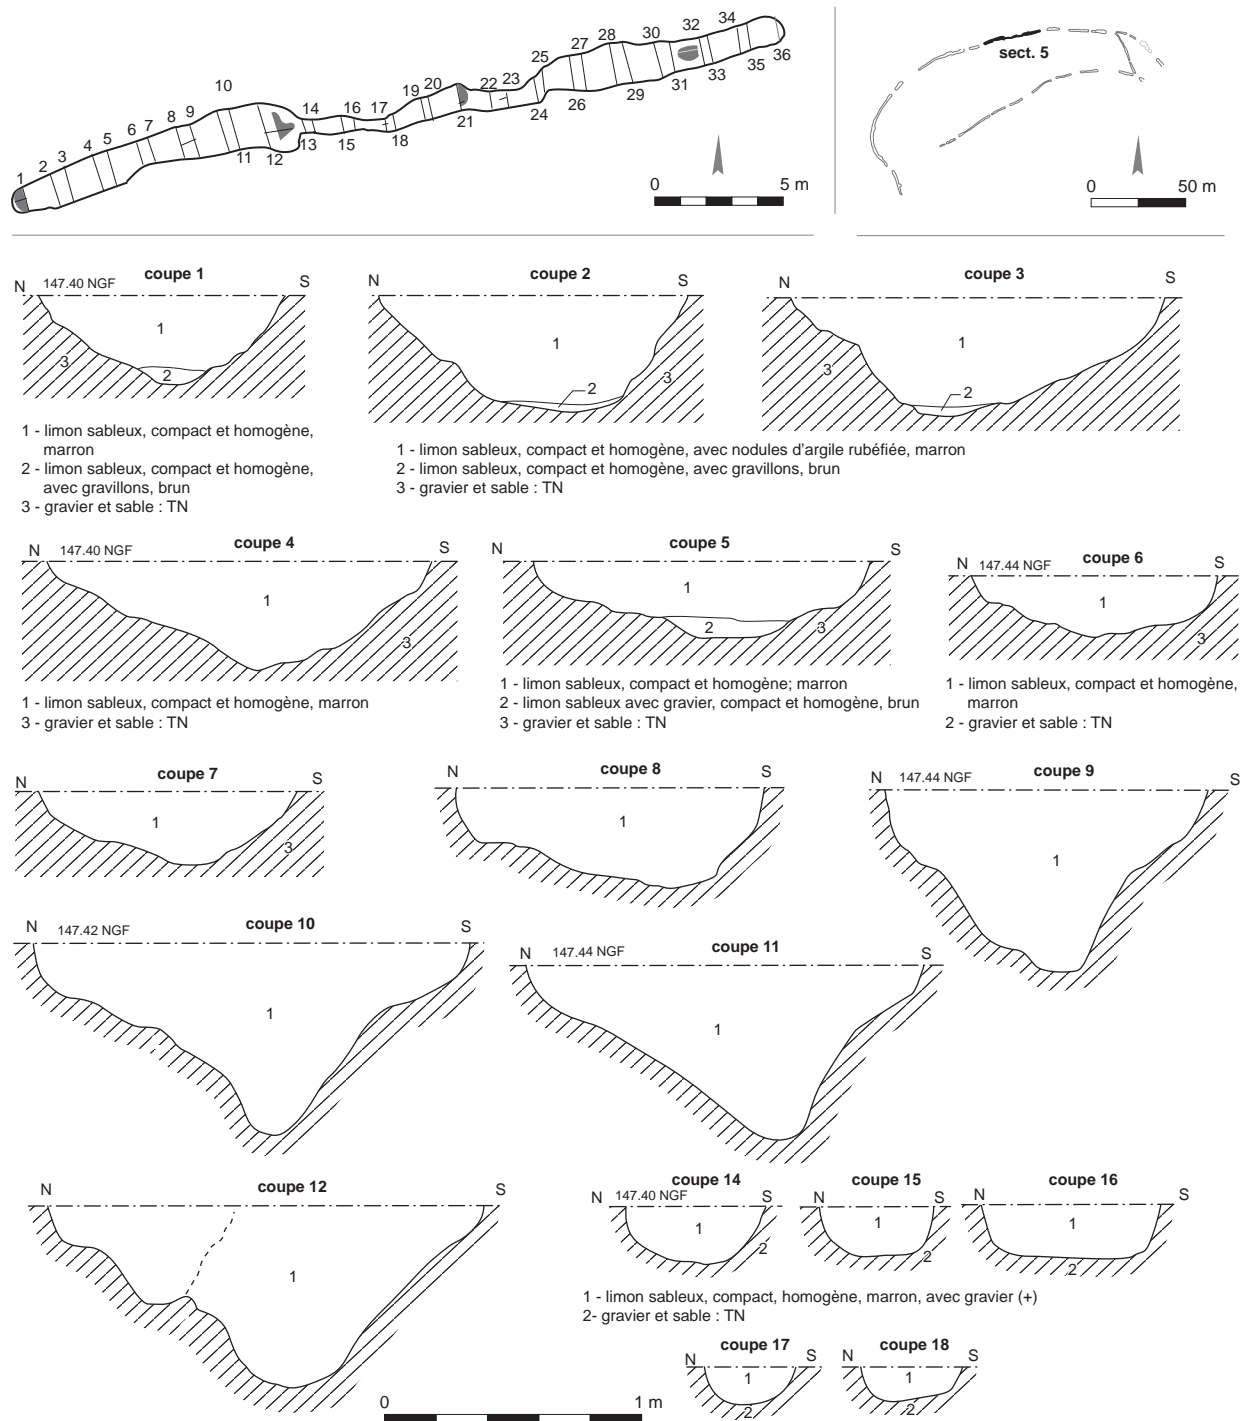 1 2 3 4 5 6 7 8 9 10 11 12 13 14 15 16 17 18 19 20 21 22 23 24 25 26 27 28 29 30 31 32 33 34 35 36
0 5 m
sect. 5
0 50 m
coupe 1
N 147.40 NGF S
1
2
3
1 - limon sableux, compact et homogène,
marron
2 - limon sableux, compact et homogène,
avec gravillons, brun
3 - gravier et sable : TN
coupe 2
N S
1
2
3
coupe 3
N S
1
2
3
1 - limon sableux, compact et homogène, avec nodules d'argile rubéfiée, marron
2 - limon sableux, compact et homogène, avec gravillons, brun
3 - gravier et sable : TN
coupe 4
N 147.40 NGF S
1
3
1 - limon sableux, compact et homogène, marron
3 - gravier et sable : TN
coupe 5
N S
1
2
3
1 - limon sableux, compact et homogène; marron
2 - limon sableux avec gravier, compact et homogène, brun
3 - gravier et sable : TN
coupe 6
N 147.44 NGF S
1
3
1 - limon sableux, compact et homogène,
marron
2 - gravier et sable : TN
coupe 7
N S
1
3
coupe 8
N S
1
coupe 9
N 147.44 NGF S
1
coupe 10
N 147.42 NGF S
1
coupe 11
N 147.44 NGF S
1
coupe 12
N S
1
coupe 14
N 147.40 NGF S
1
2
coupe 15
N S
1
2
coupe 16
N S
1
2
1 - limon sableux, compact, homogène, marron, avec gravier (+)
2- gravier et sable : TN
coupe 17
N S
1
2
coupe 18
N S
1
2
0 1 m